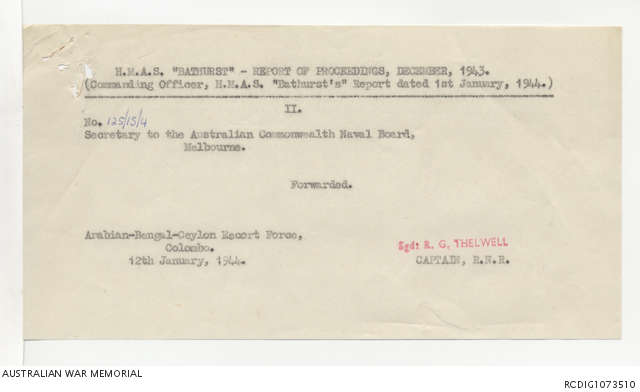 H.M.A.S. "BATHURST" - REPORT OF PROCEEDINGS, DECEMBER, 1943.
(Commanding Officer, H.M.A.S. "Bathurst's" Report dated 1st January, 1944.)
II.
No. 125/15/4
Secretary to the Australian Commonwealth Naval Board,
Melbourne.
Forwarded.
Arabian-Bengal-Ceylon Escort Force,
Colombo.
12th January, 1944.
Sgd: R. G. THELWELL
CAPTAIN, R.N.R.
AUSTRALIAN WAR MEMORIAL
RCDIG1073510